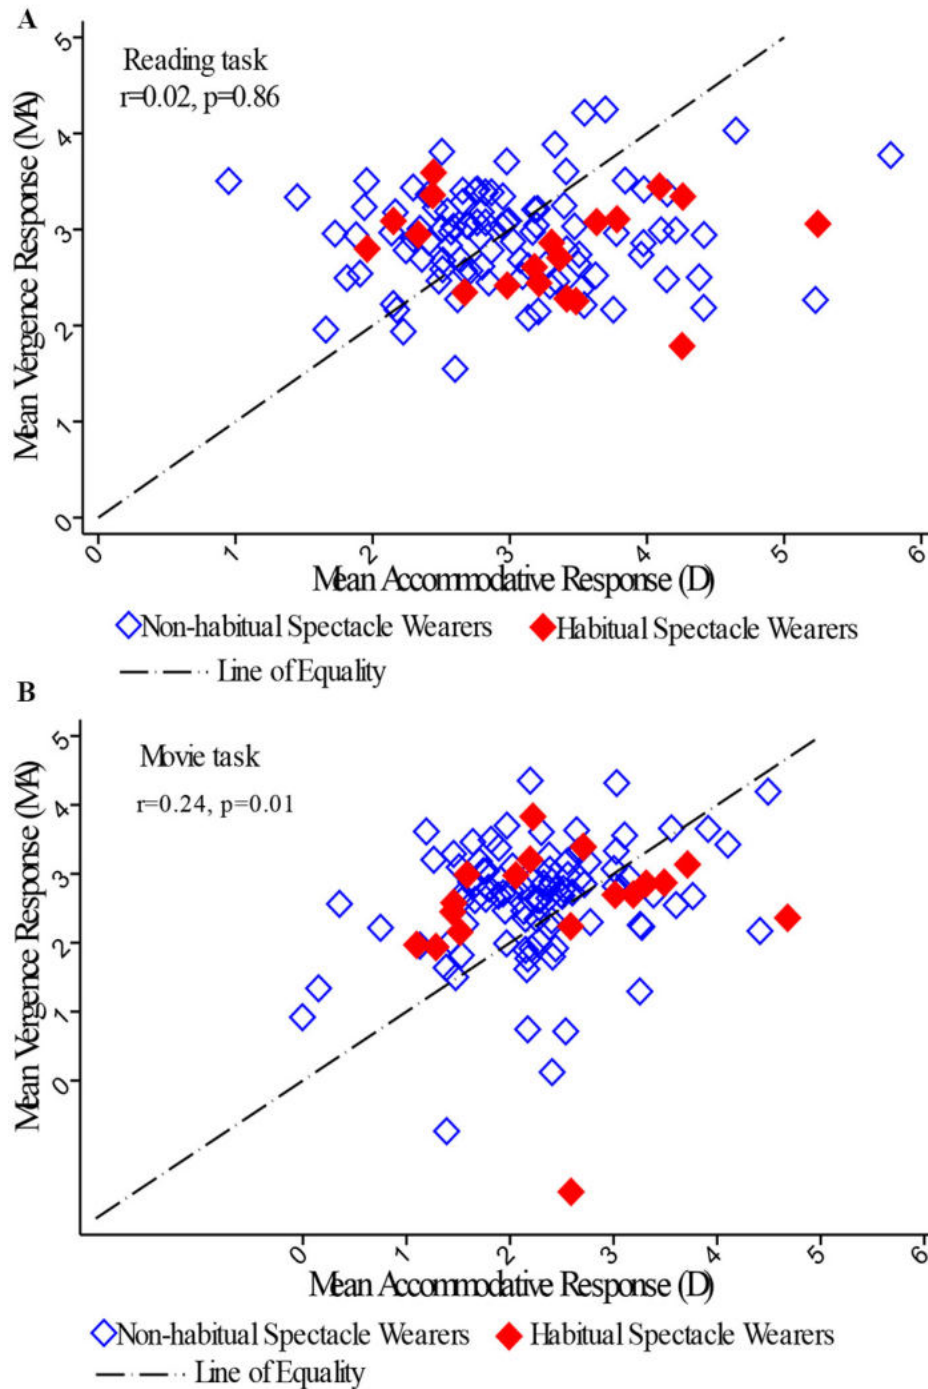 A
Reading task
r=0.02, p=0.86
Mean Vergence Response (MA)
5
4
3
2
1
0
0 1 2 3 4 5 6
Mean Accommodative Response (D)
Non-habitual Spectacle Wearers Habitual Spectacle Wearers
Line of Equality
B
Movie task
r=0.24, p=0.01
Mean Vergence Response (MA)
5
4
3
2
1
0
0 1 2 3 4 5 6
Mean Accommodative Response (D)
Non-habitual Spectacle Wearers Habitual Spectacle Wearers
Line of Equality